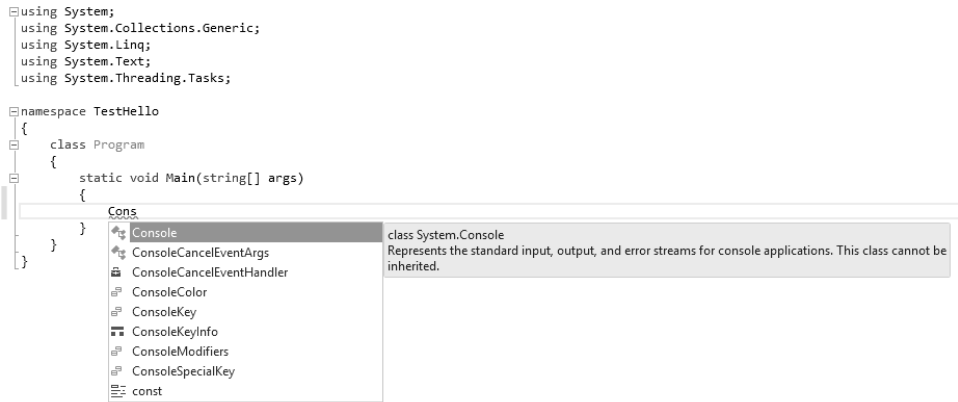 using System;
using System.Collections.Generic;
using System.Linq;
using System.Text;
using System.Threading.Tasks;
namespace TestHello
{
class Program
{
static void Main(string[] args)
{
Cons
}
}
}
Console
ConsoleCancelEventArgs
ConsoleCancelEventHandler
ConsoleColor
ConsoleKey
ConsoleKeyInfo
ConsoleModifiers
ConsoleSpecialKey
const
class System.Console
Represents the standard input, output, and error streams for console applications. This class cannot be
inherited.